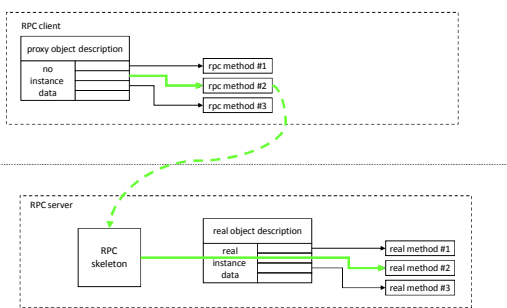 RPC client
proxy object description
no
instance
data
rpc method #1
rpc method #2
rpc method #3
RPC server
RPC
skeleton
real object description
real
instance
data
real method #1
real method #2
real method #3